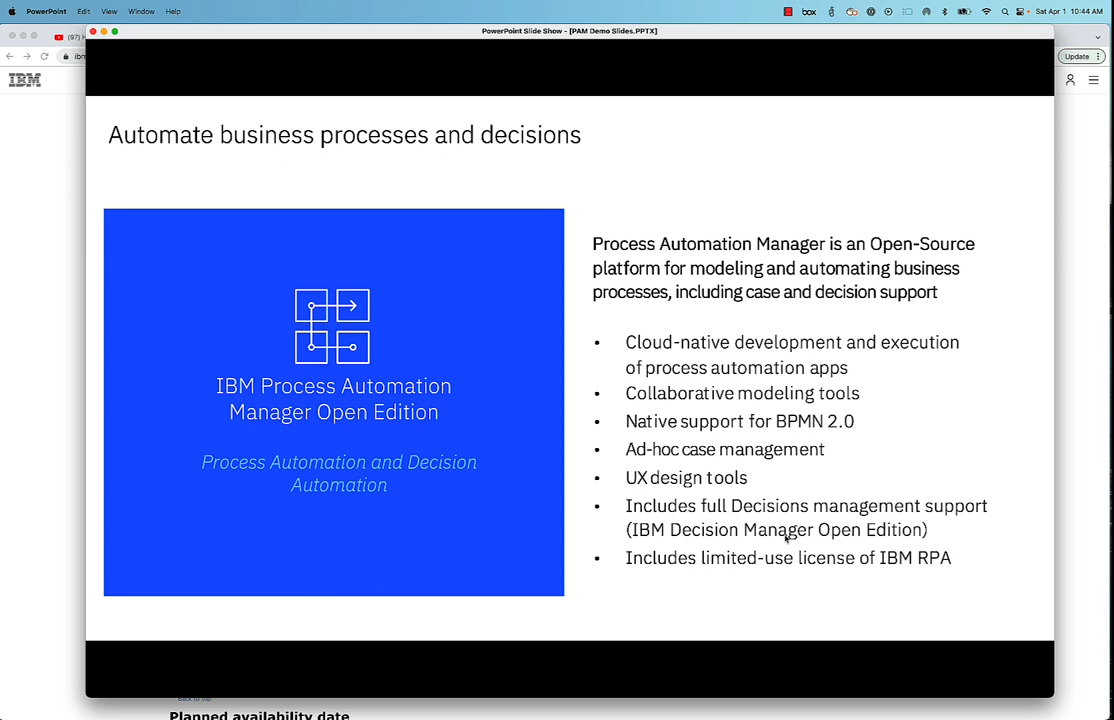 PowerPoint Edit View Window Help
box
Sat Apr 1 10:44 AM
PowerPoint Slide Show - [PAM Demo Slides.PPTX]
Update
IBM
Automate business processes and decisions
IBM Process Automation
Manager Open Edition
Process Automation and Decision
Automation
Process Automation Manager is an Open-Source
platform for modeling and automating business
processes, including case and decision support
• Cloud-native development and execution
of process automation apps
• Collaborative modeling tools
• Native support for BPMN 2.0
• Ad-hoc case management
• UX design tools
• Includes full Decisions management support
(IBM Decision Manager Open Edition)
• Includes limited-use license of IBM RPA
Back to top
Planned availability date